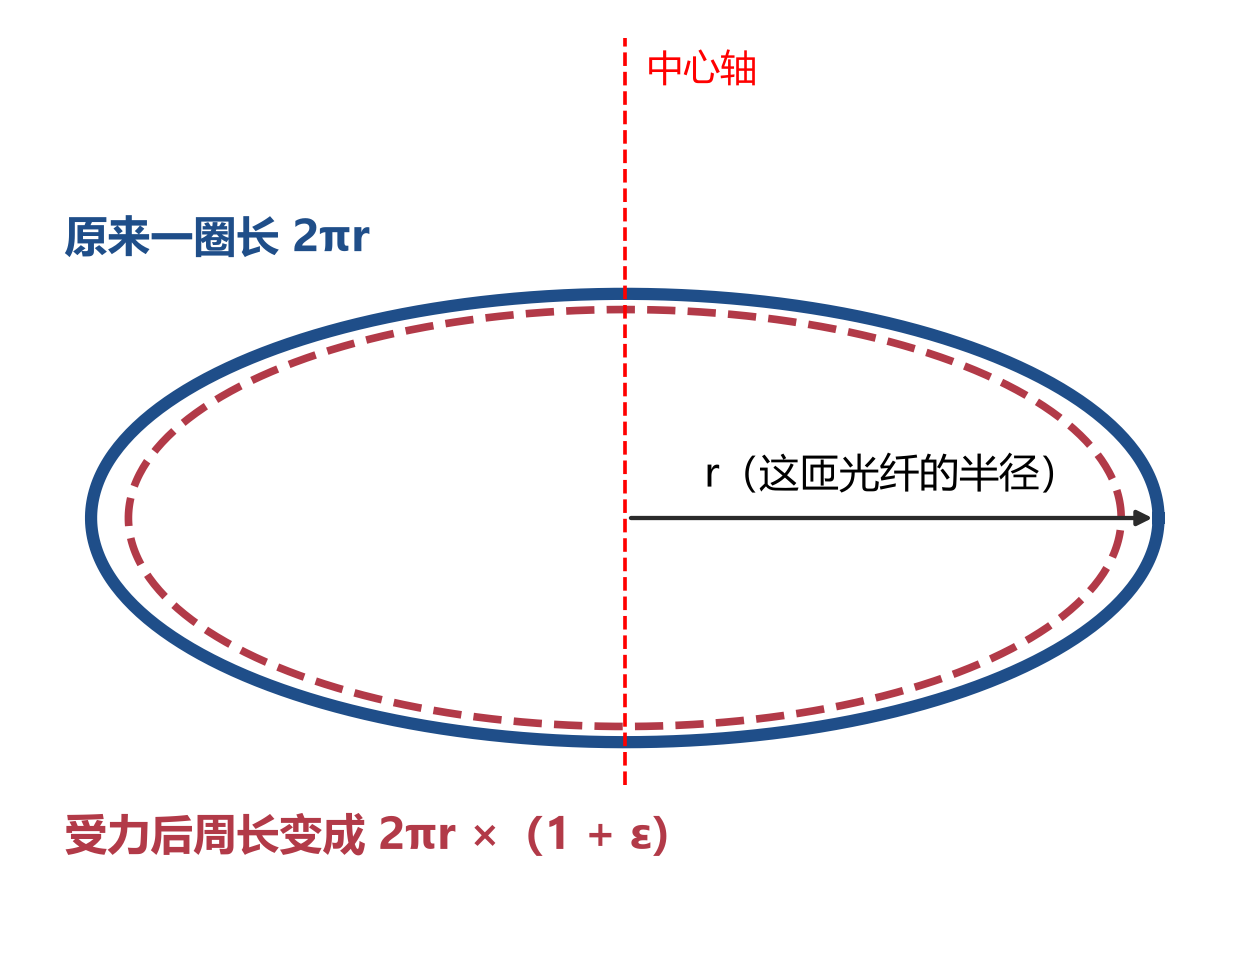 中心轴
原来一圈长 2πr
r（这匝光纤的半径）
受力后周长变成 2πr ×（1 + ε）